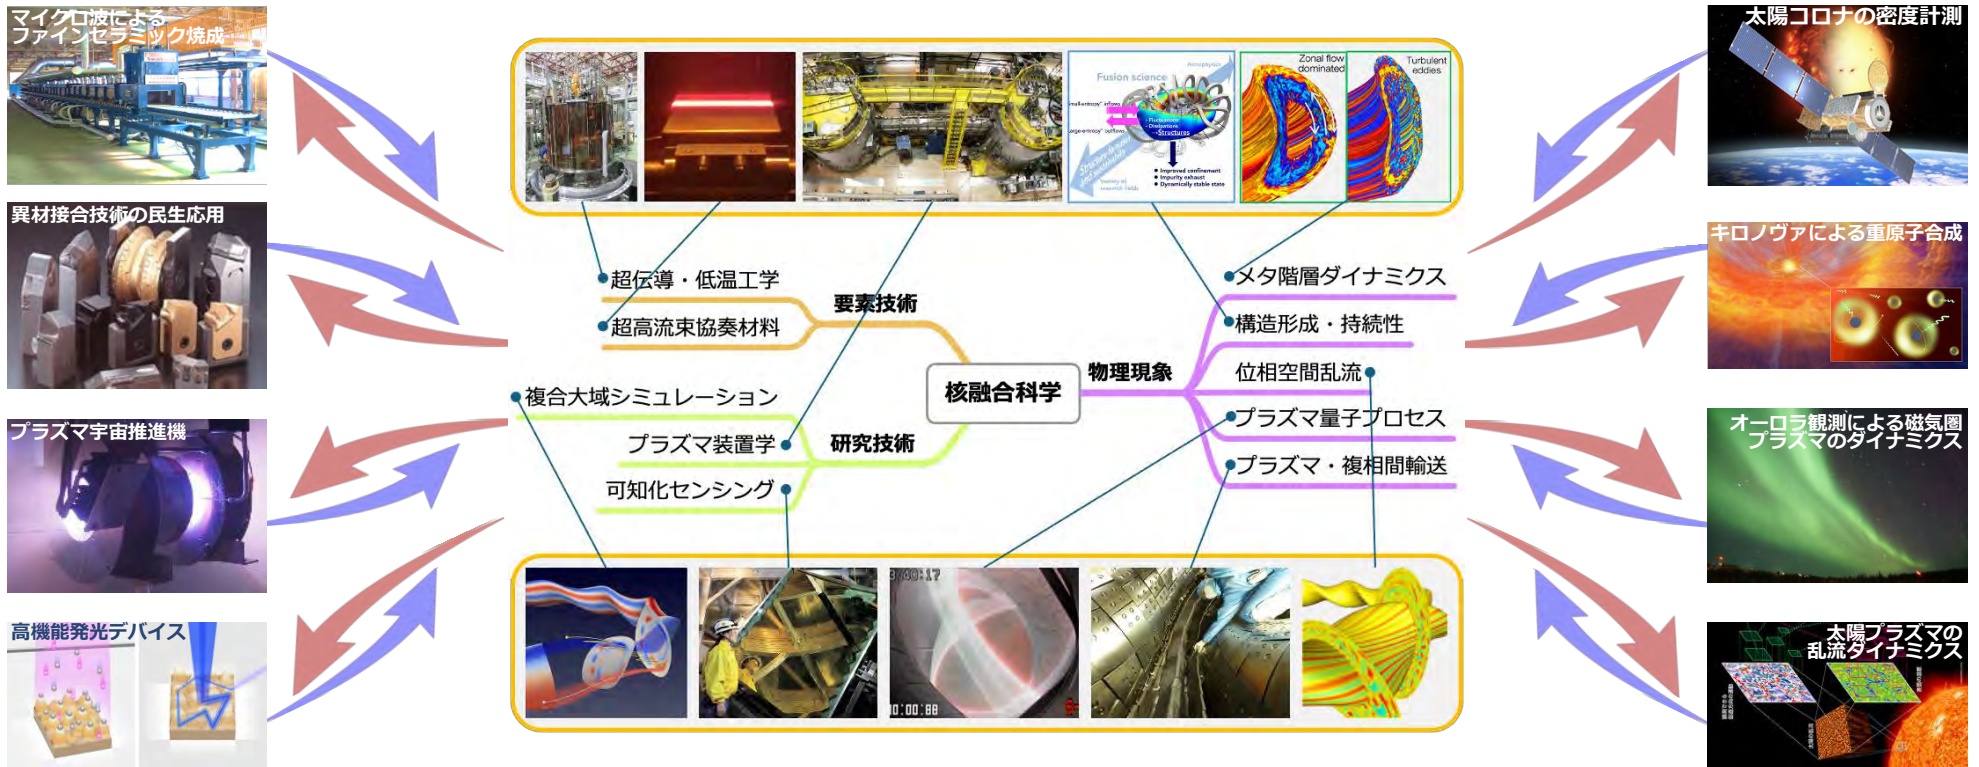 マイクロ波による
ファインセラミック焼成
異材接合技術の民生応用
プラズマ宇宙推進機
高機能発光デバイス
Fusion science
Astrophysics
- Fluctuations
- Dissipations
→Structures
Improved confinement
Impurity exhaust
Dynamically stable state
Zonal flow
dominated
Turbulent
eddies
超伝導・低温工学
超高流束協奏材料
要素技術
複合大域シミュレーション
プラズマ装置学
可知化センシング
研究技術
核融合科学
物理現象
メタ階層ダイナミクス
構造形成・持続性
位相空間乱流
プラズマ量子プロセス
プラズマ・複相間輸送
太陽コロナの密度計測
キロノヴァによる重原子合成
オーロラ観測による磁気圏
プラズマのダイナミクス
太陽プラズマの
乱流ダイナミクス